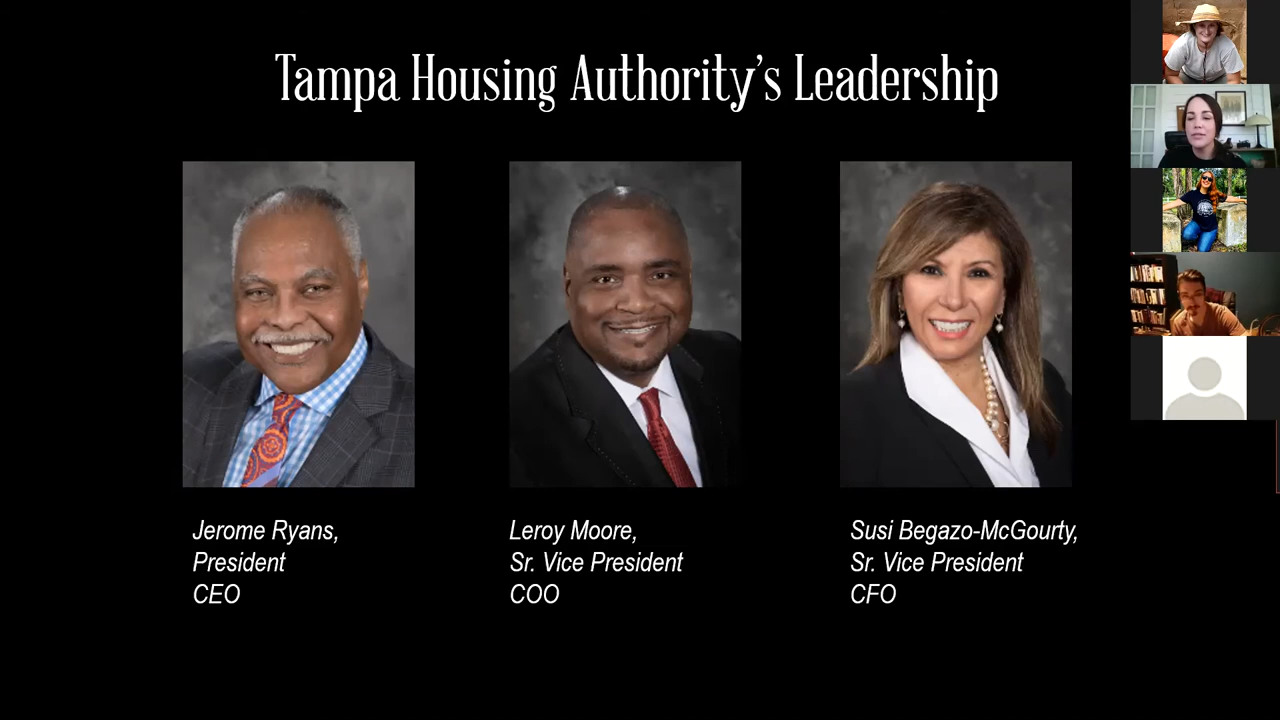 Tampa Housing Authority’s Leadership
Jerome Ryans,
President
CEO
Leroy Moore,
Sr. Vice President
COO
Susi Begazo-McGourty,
Sr. Vice President
CFO